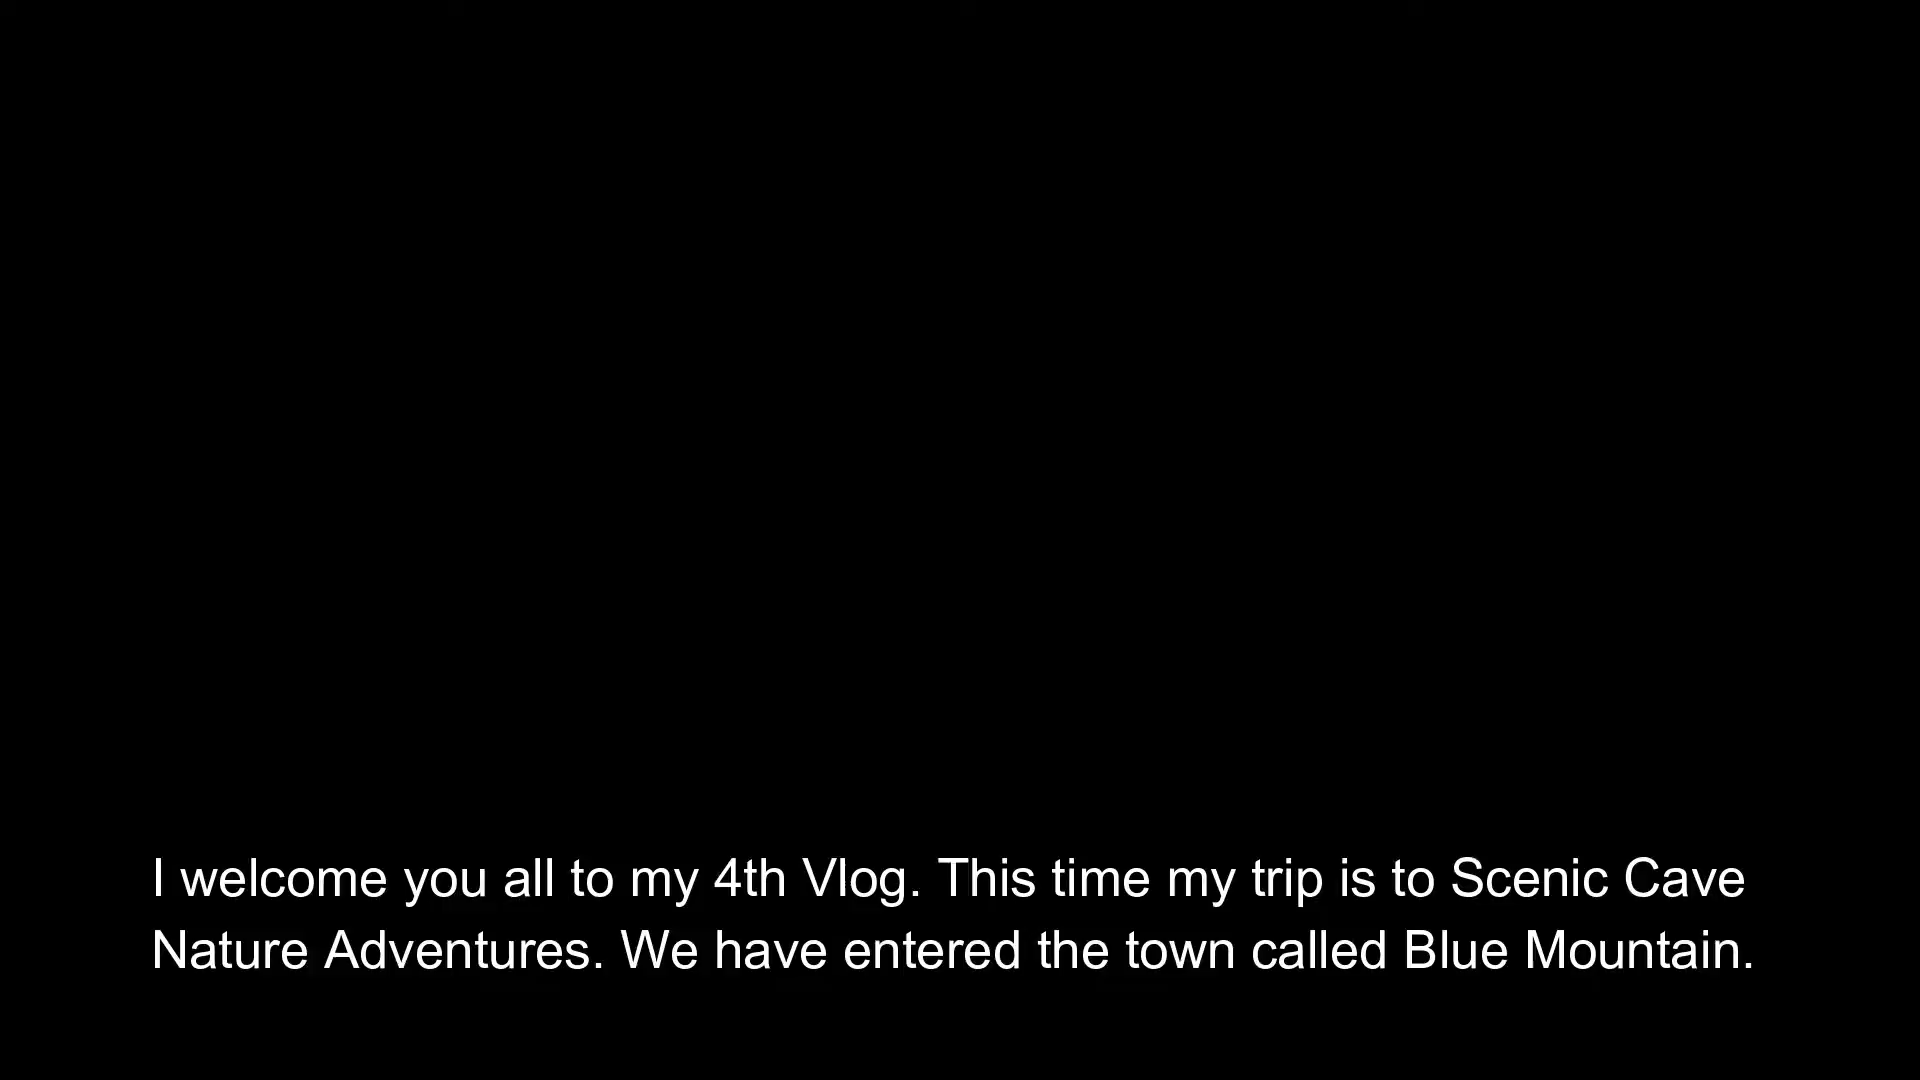 I welcome you all to my 4th Vlog. This time my trip is to Scenic Cave
Nature Adventures. We have entered the town called Blue Mountain.